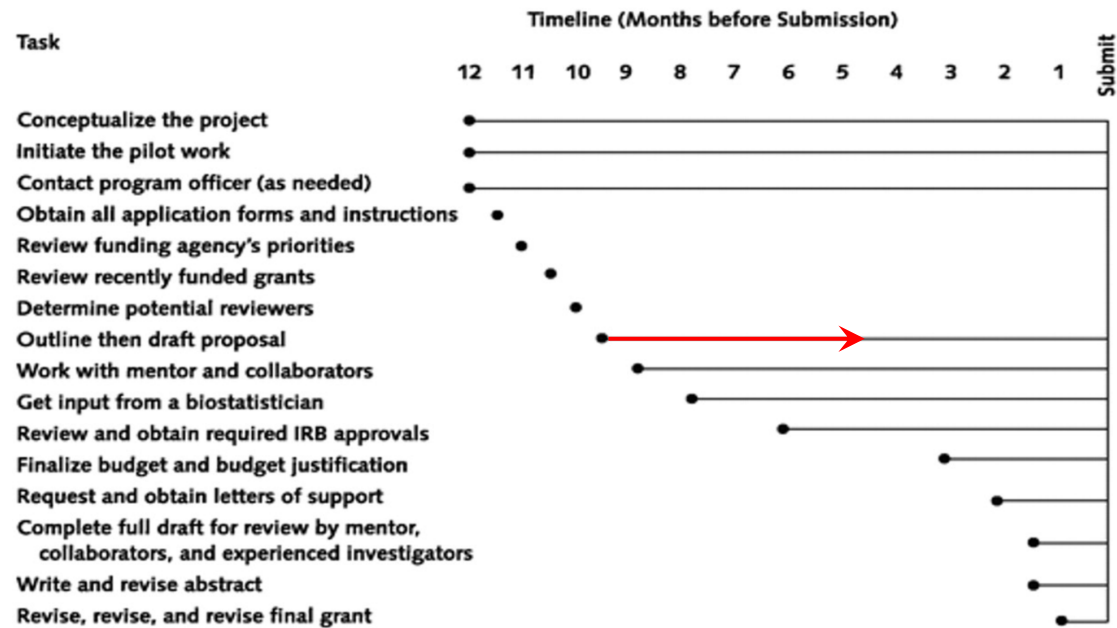 Timeline (Months before Submission)
Task
12 11 10 9 8 7 6 5 4 3 2 1 Submit
Conceptualize the project
Initiate the pilot work
Contact program officer (as needed)
Obtain all application forms and instructions
Review funding agency's priorities
Review recently funded grants
Determine potential reviewers
Outline then draft proposal
Work with mentor and collaborators
Get input from a biostatistician
Review and obtain required IRB approvals
Finalize budget and budget justification
Request and obtain letters of support
Complete full draft for review by mentor,
collaborators, and experienced investigators
Write and revise abstract
Revise, revise, and revise final grant